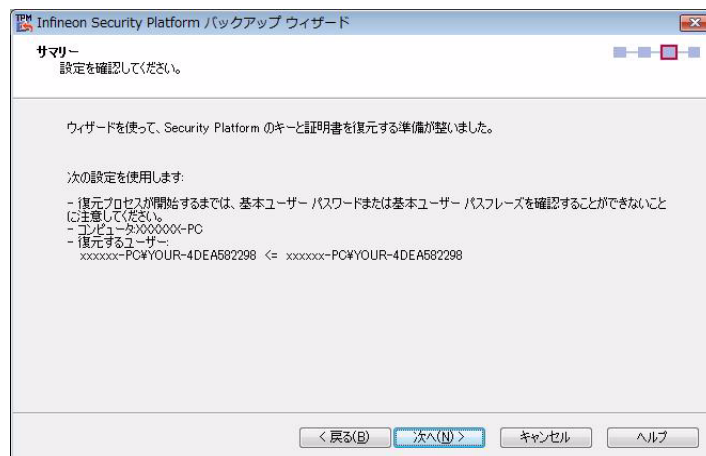 TPM
Infineon Security Platform バックアップ ウィザード
サマリー
設定を確認してください。
ウィザードを使って、Security Platform のキーと証明書を復元する準備が整いました。
次の設定を使用します:
- 復元プロセスが開始するまでは、基本ユーザー パスワードまたは基本ユーザー パスフレーズを確認することができないこと
に注意してください。
- コンピュータ:XXXXXX-PC
- 復元するユーザー:
xxxxxx-PC¥YOUR-4DEA582298 <= xxxxxx-PC¥YOUR-4DEA582298
< 戻る(B)
次へ(N) >
キャンセル
ヘルプ